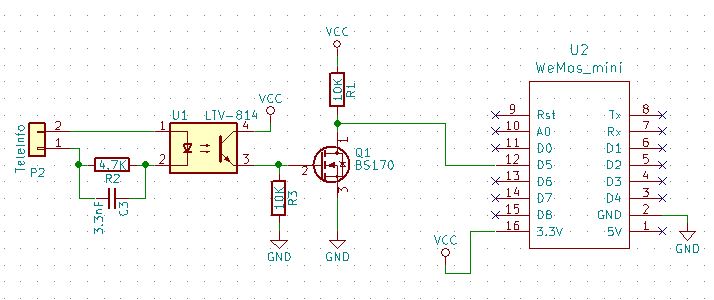 VCC
10K
R1
U2
WeMos_mini
U1 LTV-814
VCC
TeleInfo
P2
2
1
1
2
4
3
4.7K
R2
3.3nF
C3
10K
R3
GND
Q1
BS170
1
2
3
GND
9 Rst Tx 8
10 A0 Rx 7
11 D0 D1 6
12 D5 D2 5
13 D6 D3 4
14 D7 D4 3
15 D8 GND 2
16 3.3V 5V 1
VCC
GND